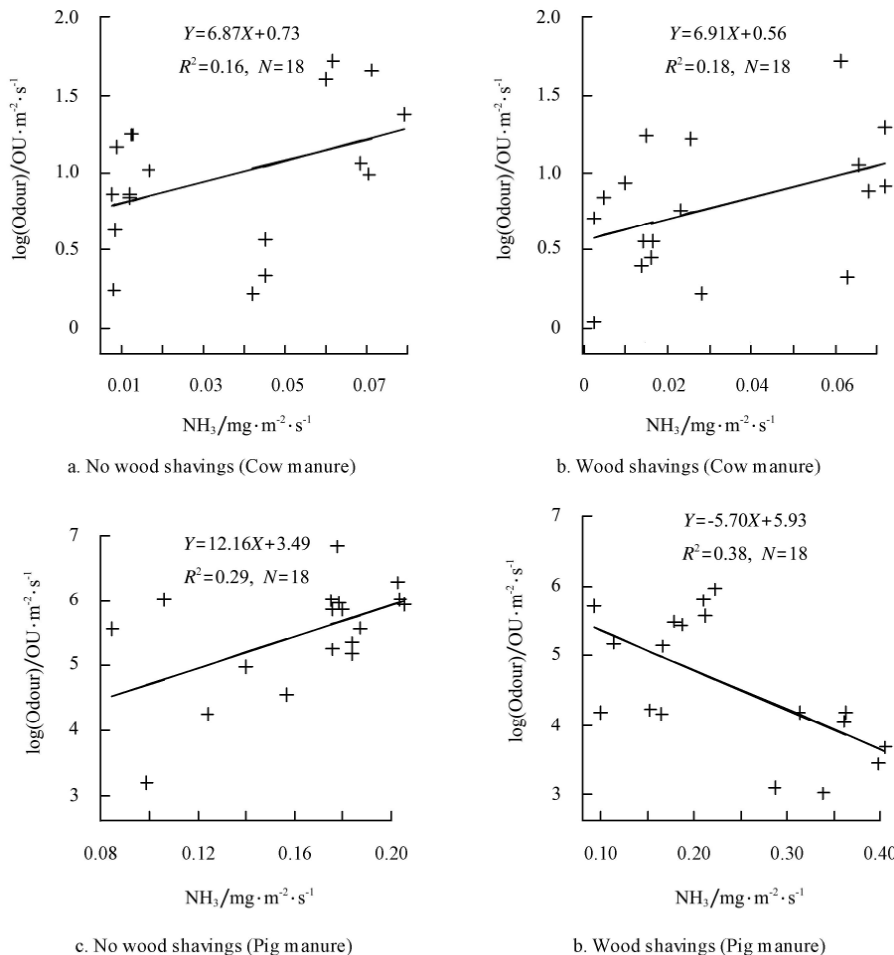 Y=6.87X+0.73
R²=0.16, N=18
log(Odour)/OU·m⁻²·s⁻¹
2.0
1.5
1.0
0.5
0
0.01 0.03 0.05 0.07
NH₃/mg·m⁻²·s⁻¹
a. No wood shavings (Cow manure)
Y=6.91X+0.56
R²=0.18, N=18
log(Odour)/OU·m⁻²·s⁻¹
2.0
1.5
1.0
0.5
0
0 0.02 0.04 0.06
NH₃/mg·m⁻²·s⁻¹
b. Wood shavings (Cow manure)
Y=12.16X+3.49
R²=0.29, N=18
log(Odour)/OU·m⁻²·s⁻¹
7
6
5
4
3
0.08 0.12 0.16 0.20
NH₃/mg·m⁻²·s⁻¹
c. No wood shavings (Pig manure)
Y=-5.70X+5.93
R²=0.38, N=18
log(Odour)/OU·m⁻²·s⁻¹
7
6
5
4
3
0.10 0.20 0.30 0.40
NH₃/mg·m⁻²·s⁻¹
b. Wood shavings (Pig manure)